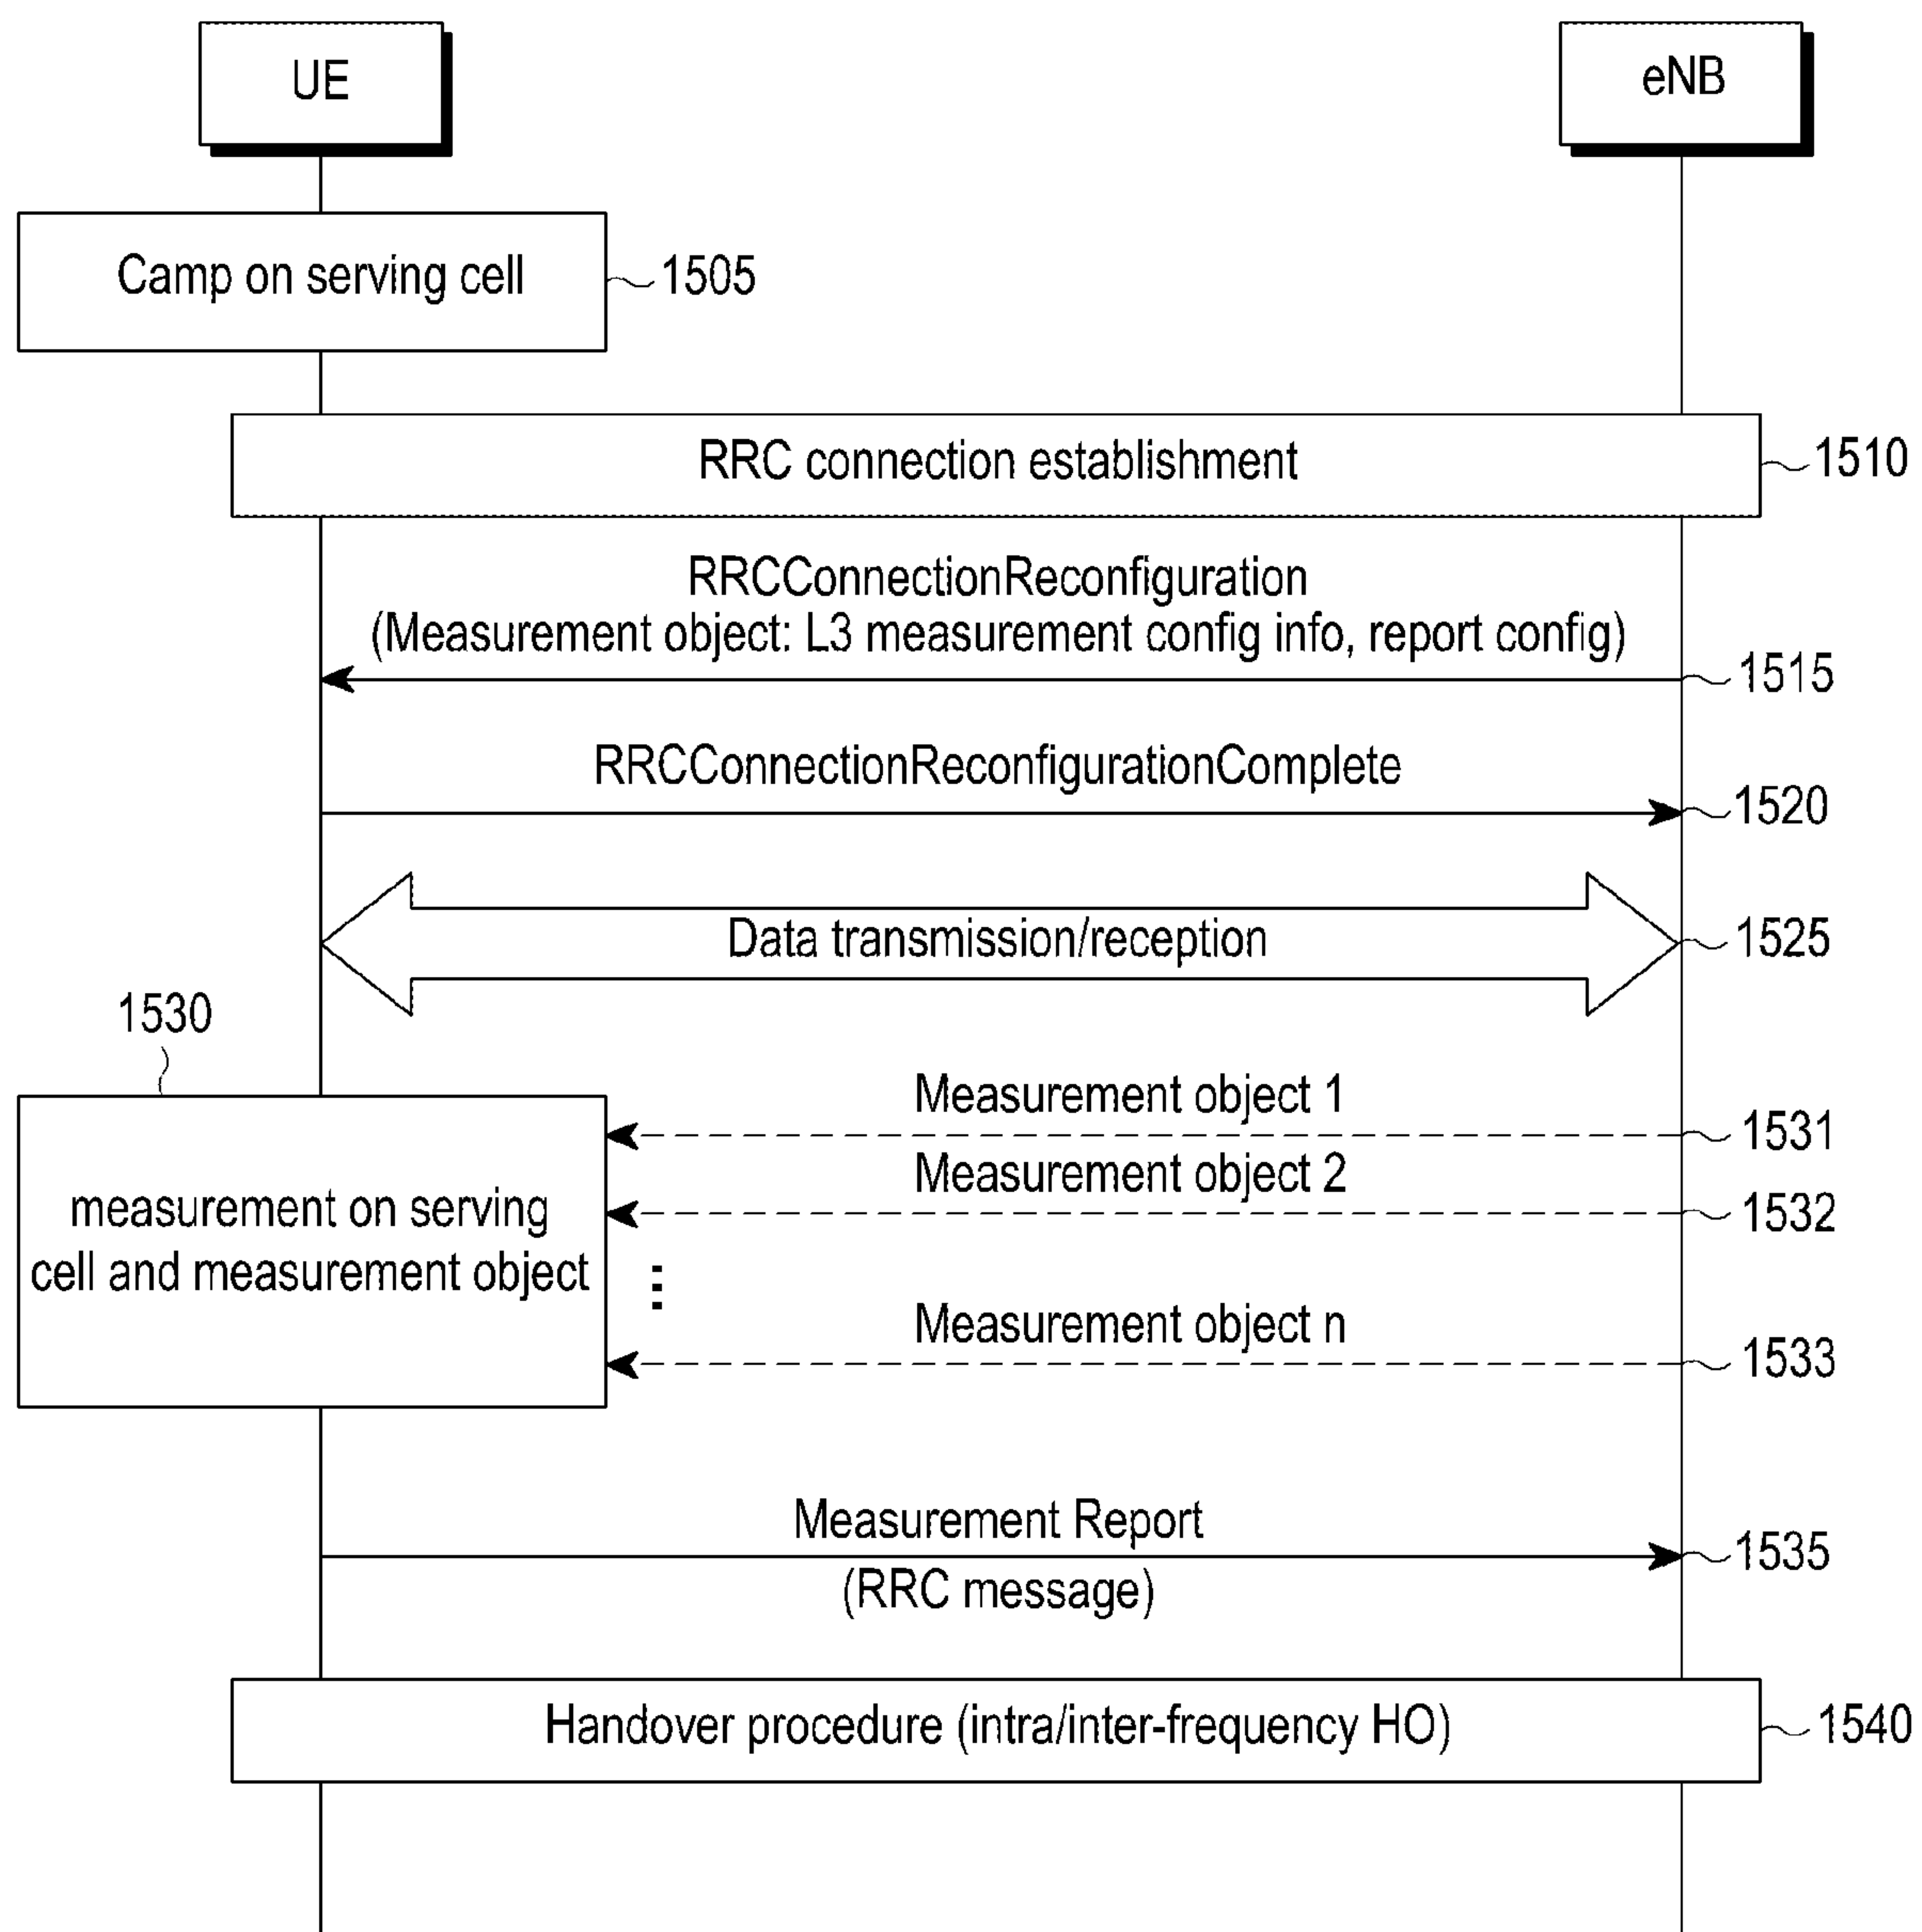 UE
eNB
Camp on serving cell
1505
RRC connection establishment
1510
RRCConnectionReconfiguration
(Measurement object: L3 measurement config info, report config)
1515
RRCConnectionReconfigurationComplete
1520
Data transmission/reception
1525
1530
Measurement object 1
1531
Measurement object 2
1532
measurement on serving
cell and measurement object
Measurement object n
1533
Measurement Report
1535
(RRC message)
Handover procedure (intra/inter-frequency HO)
1540